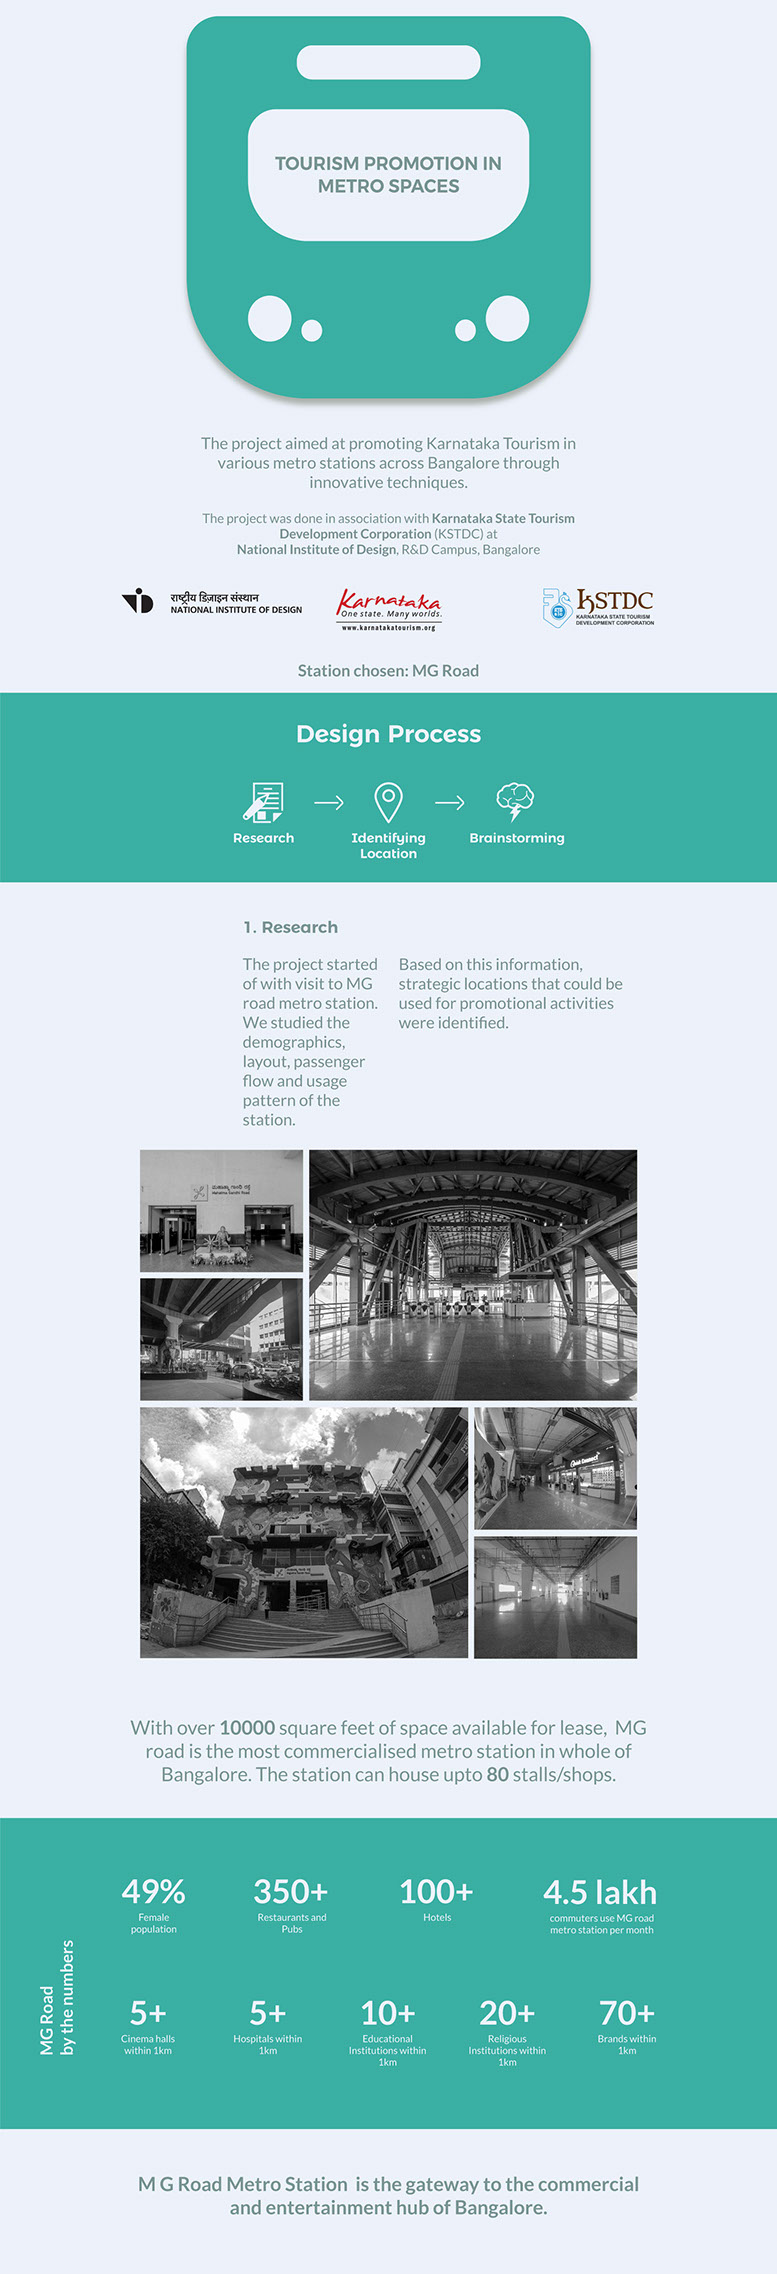 TOURISM PROMOTION IN
METRO SPACES
The project aimed at promoting Karnataka Tourism in
various metro stations across Bangalore through
innovative techniques.
The project was done in association with Karnataka State Tourism
Development Corporation (KSTDC) at
National Institute of Design, R&D Campus, Bangalore
राष्ट्रीय डिज़ाइन संस्थान
NATIONAL INSTITUTE OF DESIGN
Karnataka
One state. Many worlds.
www.karnatakatourism.org
KSTDC
KARNATAKA STATE TOURISM
DEVELOPMENT CORPORATION
Station chosen: MG Road
Design Process
Research
Identifying
Location
Brainstorming
1. Research
The project started
of with visit to MG
road metro station.
We studied the
demographics,
layout, passenger
flow and usage
pattern of the
station.
Based on this information,
strategic locations that could be
used for promotional activities
were identified.
ಮಹಾತ್ಮಾ ಗಾಂಧಿ ರಸ್ತೆ
Mahatma Gandhi Road
With over 10000 square feet of space available for lease, MG
road is the most commercialised metro station in whole of
Bangalore. The station can house upto 80 stalls/shops.
MG Road
by the numbers
49%
Female
population
350+
Restaurants and
Pubs
100+
Hotels
4.5 lakh
commuters use MG road
metro station per month
5+
Cinema halls
within 1km
5+
Hospitals within
1km
10+
Educational
Institutions within
1km
20+
Religious
Institutions within
1km
70+
Brands within
1km
M G Road Metro Station is the gateway to the commercial
and entertainment hub of Bangalore.